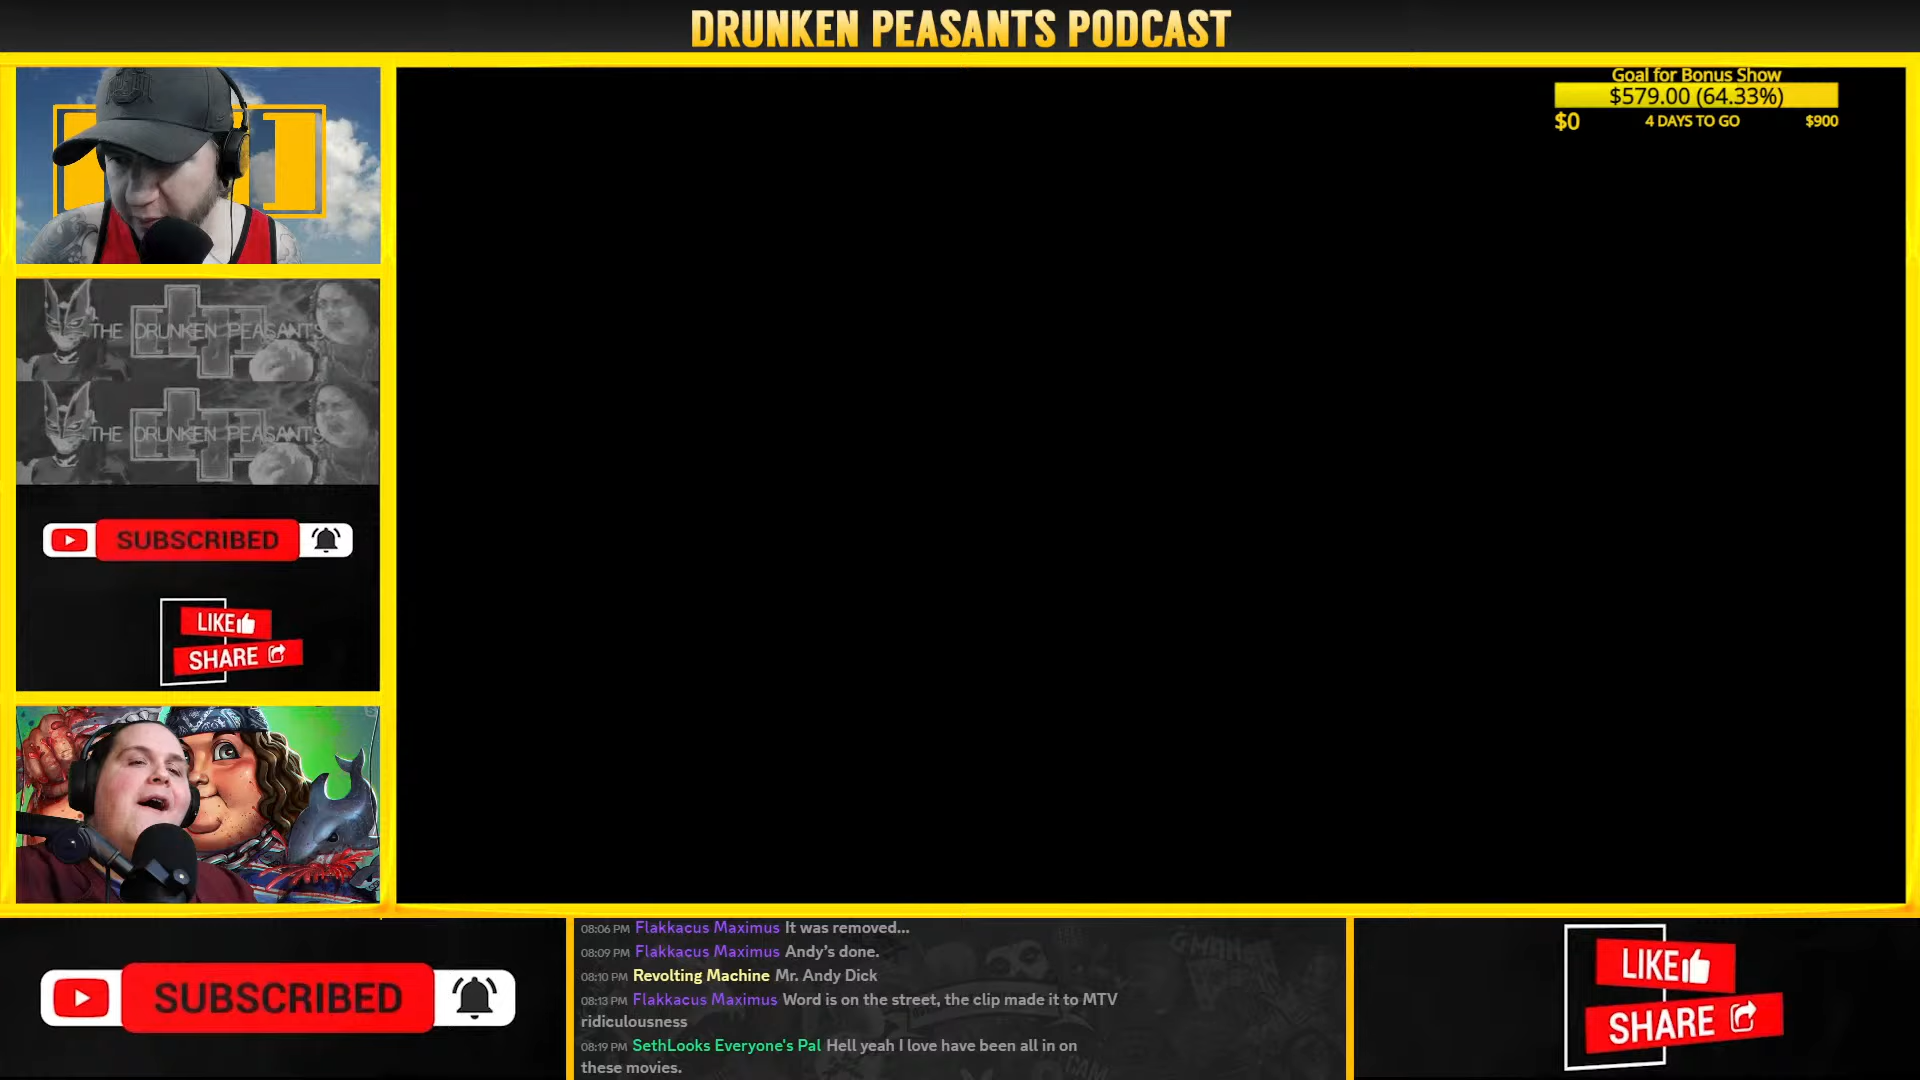 DRUNKEN PEASANTS PODCAST
Goal for Bonus Show
$579.00 (64.33%)
$0 4 DAYS TO GO $900
THE DRUNKEN PEASANTS
THE DRUNKEN PEASANTS
SUBSCRIBED
LIKE
SHARE
08:06 PM Flakkacus Maximus It was removed...
08:09 PM Flakkacus Maximus Andy's done.
08:10 PM Revolting Machine Mr. Andy Dick
08:13 PM Flakkacus Maximus Word is on the street, the clip made it to MTV
ridiculousness
08:19 PM SethLooks Everyone's Pal Hell yeah I love have been all in on
these movies.
SUBSCRIBED
LIKE
SHARE